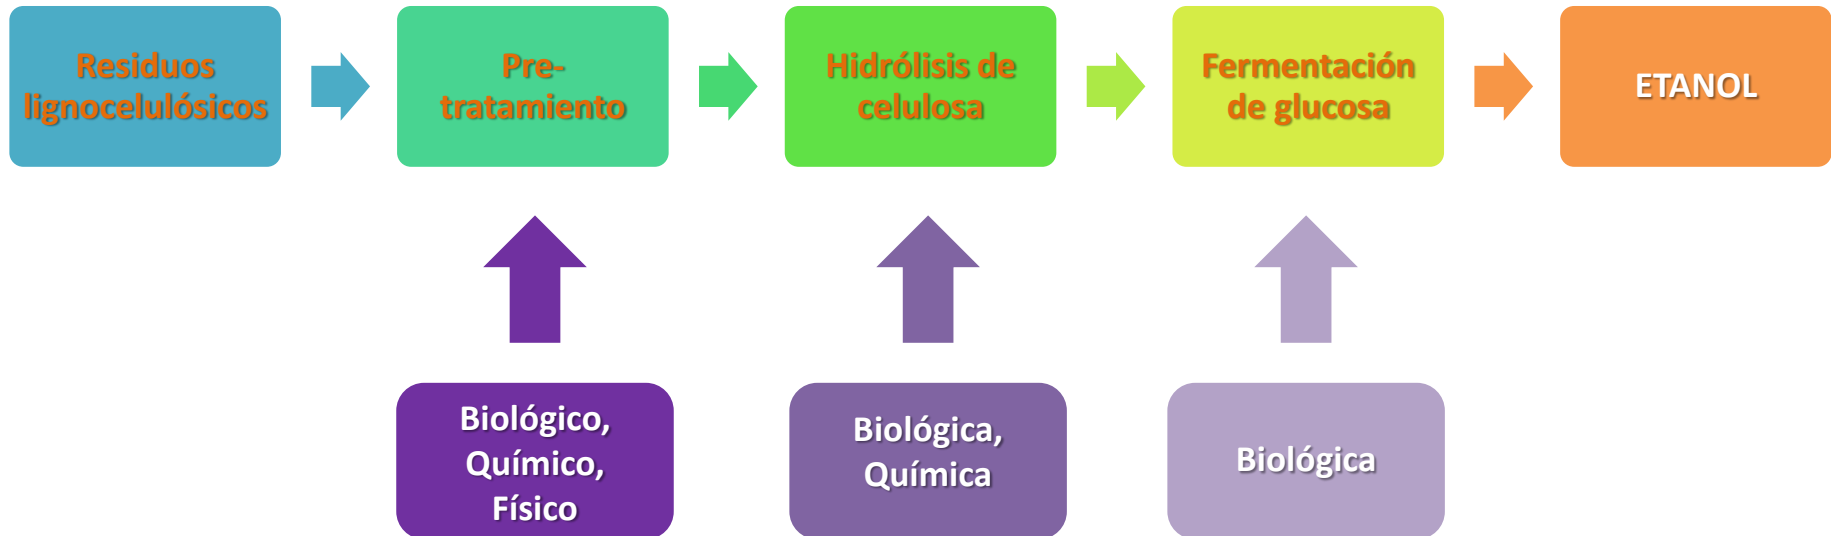 Residuos
lignocelulósicos
Pre-
tratamiento
Hidrólisis de
celulosa
Fermentación
de glucosa
ETANOL
Biológico,
Químico,
Físico
Biológica,
Química
Biológica